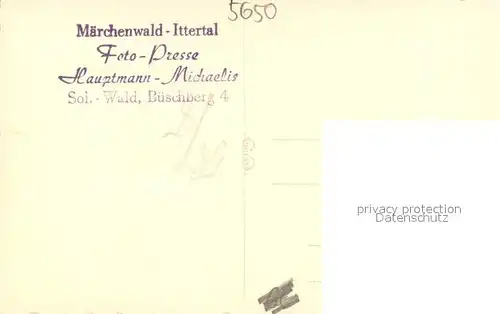 5650
Märchenwald - Ittertal
Foto - Presse
Hauptmann - Michaelis
Sol. - Wald, Büschberg 4
privacy protection
Datenschutz